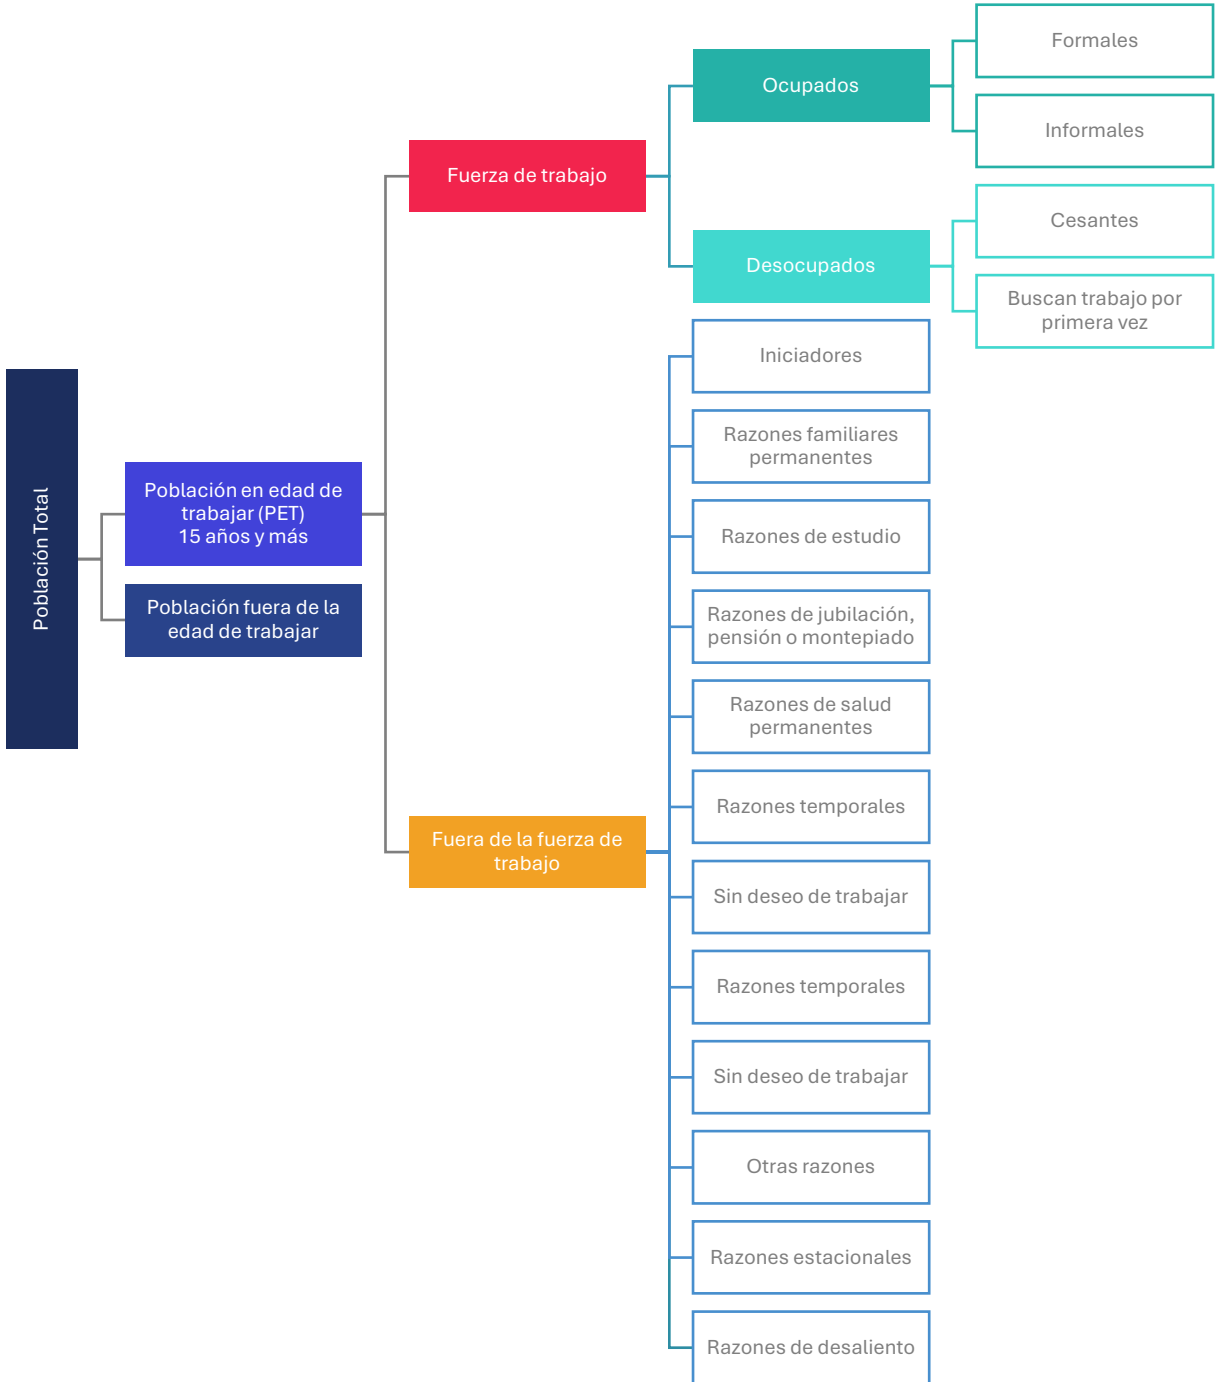 Población Total
Población en edad de
trabajar (PET)
15 años y más
Población fuera de la
edad de trabajar
Fuerza de trabajo
Fuera de la fuerza de
trabajo
Ocupados
Desocupados
Formales
Informales
Cesantes
Buscan trabajo por
primera vez
Iniciadores
Razones familiares
permanentes
Razones de estudio
Razones de jubilación,
pensión o montepiado
Razones de salud
permanentes
Razones temporales
Sin deseo de trabajar
Razones temporales
Sin deseo de trabajar
Otras razones
Razones estacionales
Razones de desaliento